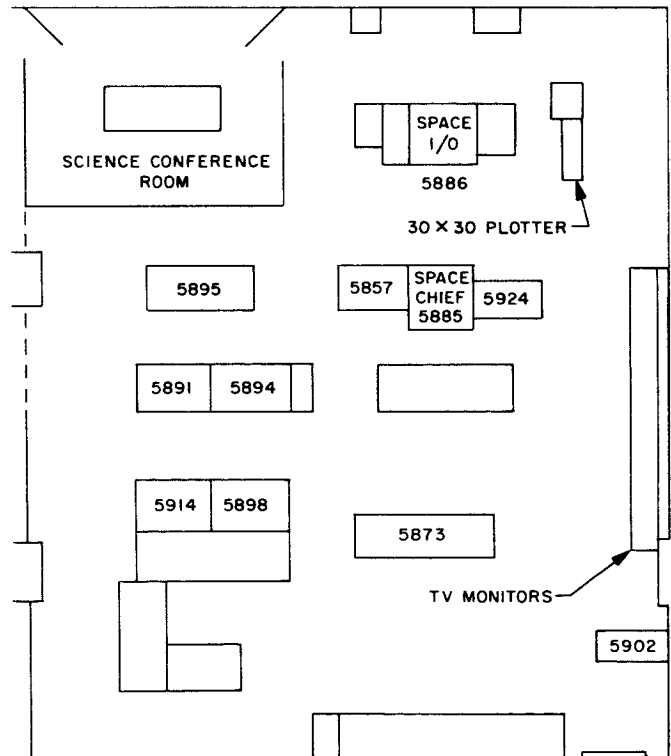 SPACE
I/O
SCIENCE CONFERENCE
ROOM
5886
30 × 30 PLOTTER
5895
5857
SPACE
CHIEF
5885
5924
5891
5894
5914
5898
5873
TV MONITORS
5902